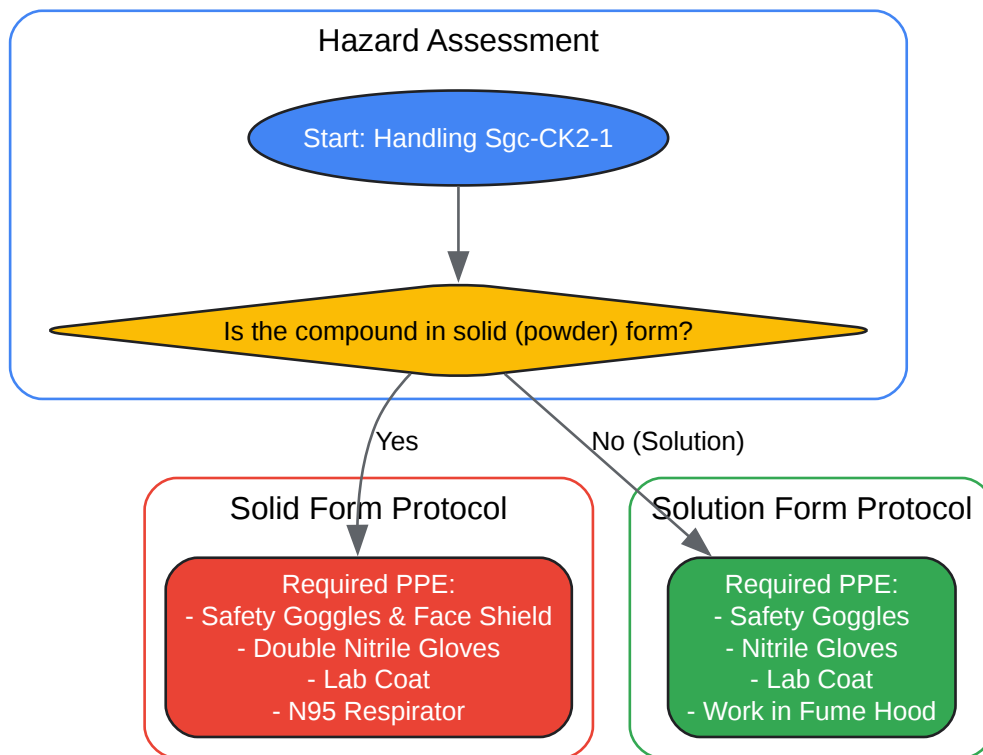 Hazard Assessment
Start: Handling Sgc-CK2-1
Is the compound in solid (powder) form?
Yes
No (Solution)
Solid Form Protocol
Required PPE:
- Safety Goggles & Face Shield
- Double Nitrile Gloves
- Lab Coat
- N95 Respirator
Solution Form Protocol
Required PPE:
- Safety Goggles
- Nitrile Gloves
- Lab Coat
- Work in Fume Hood